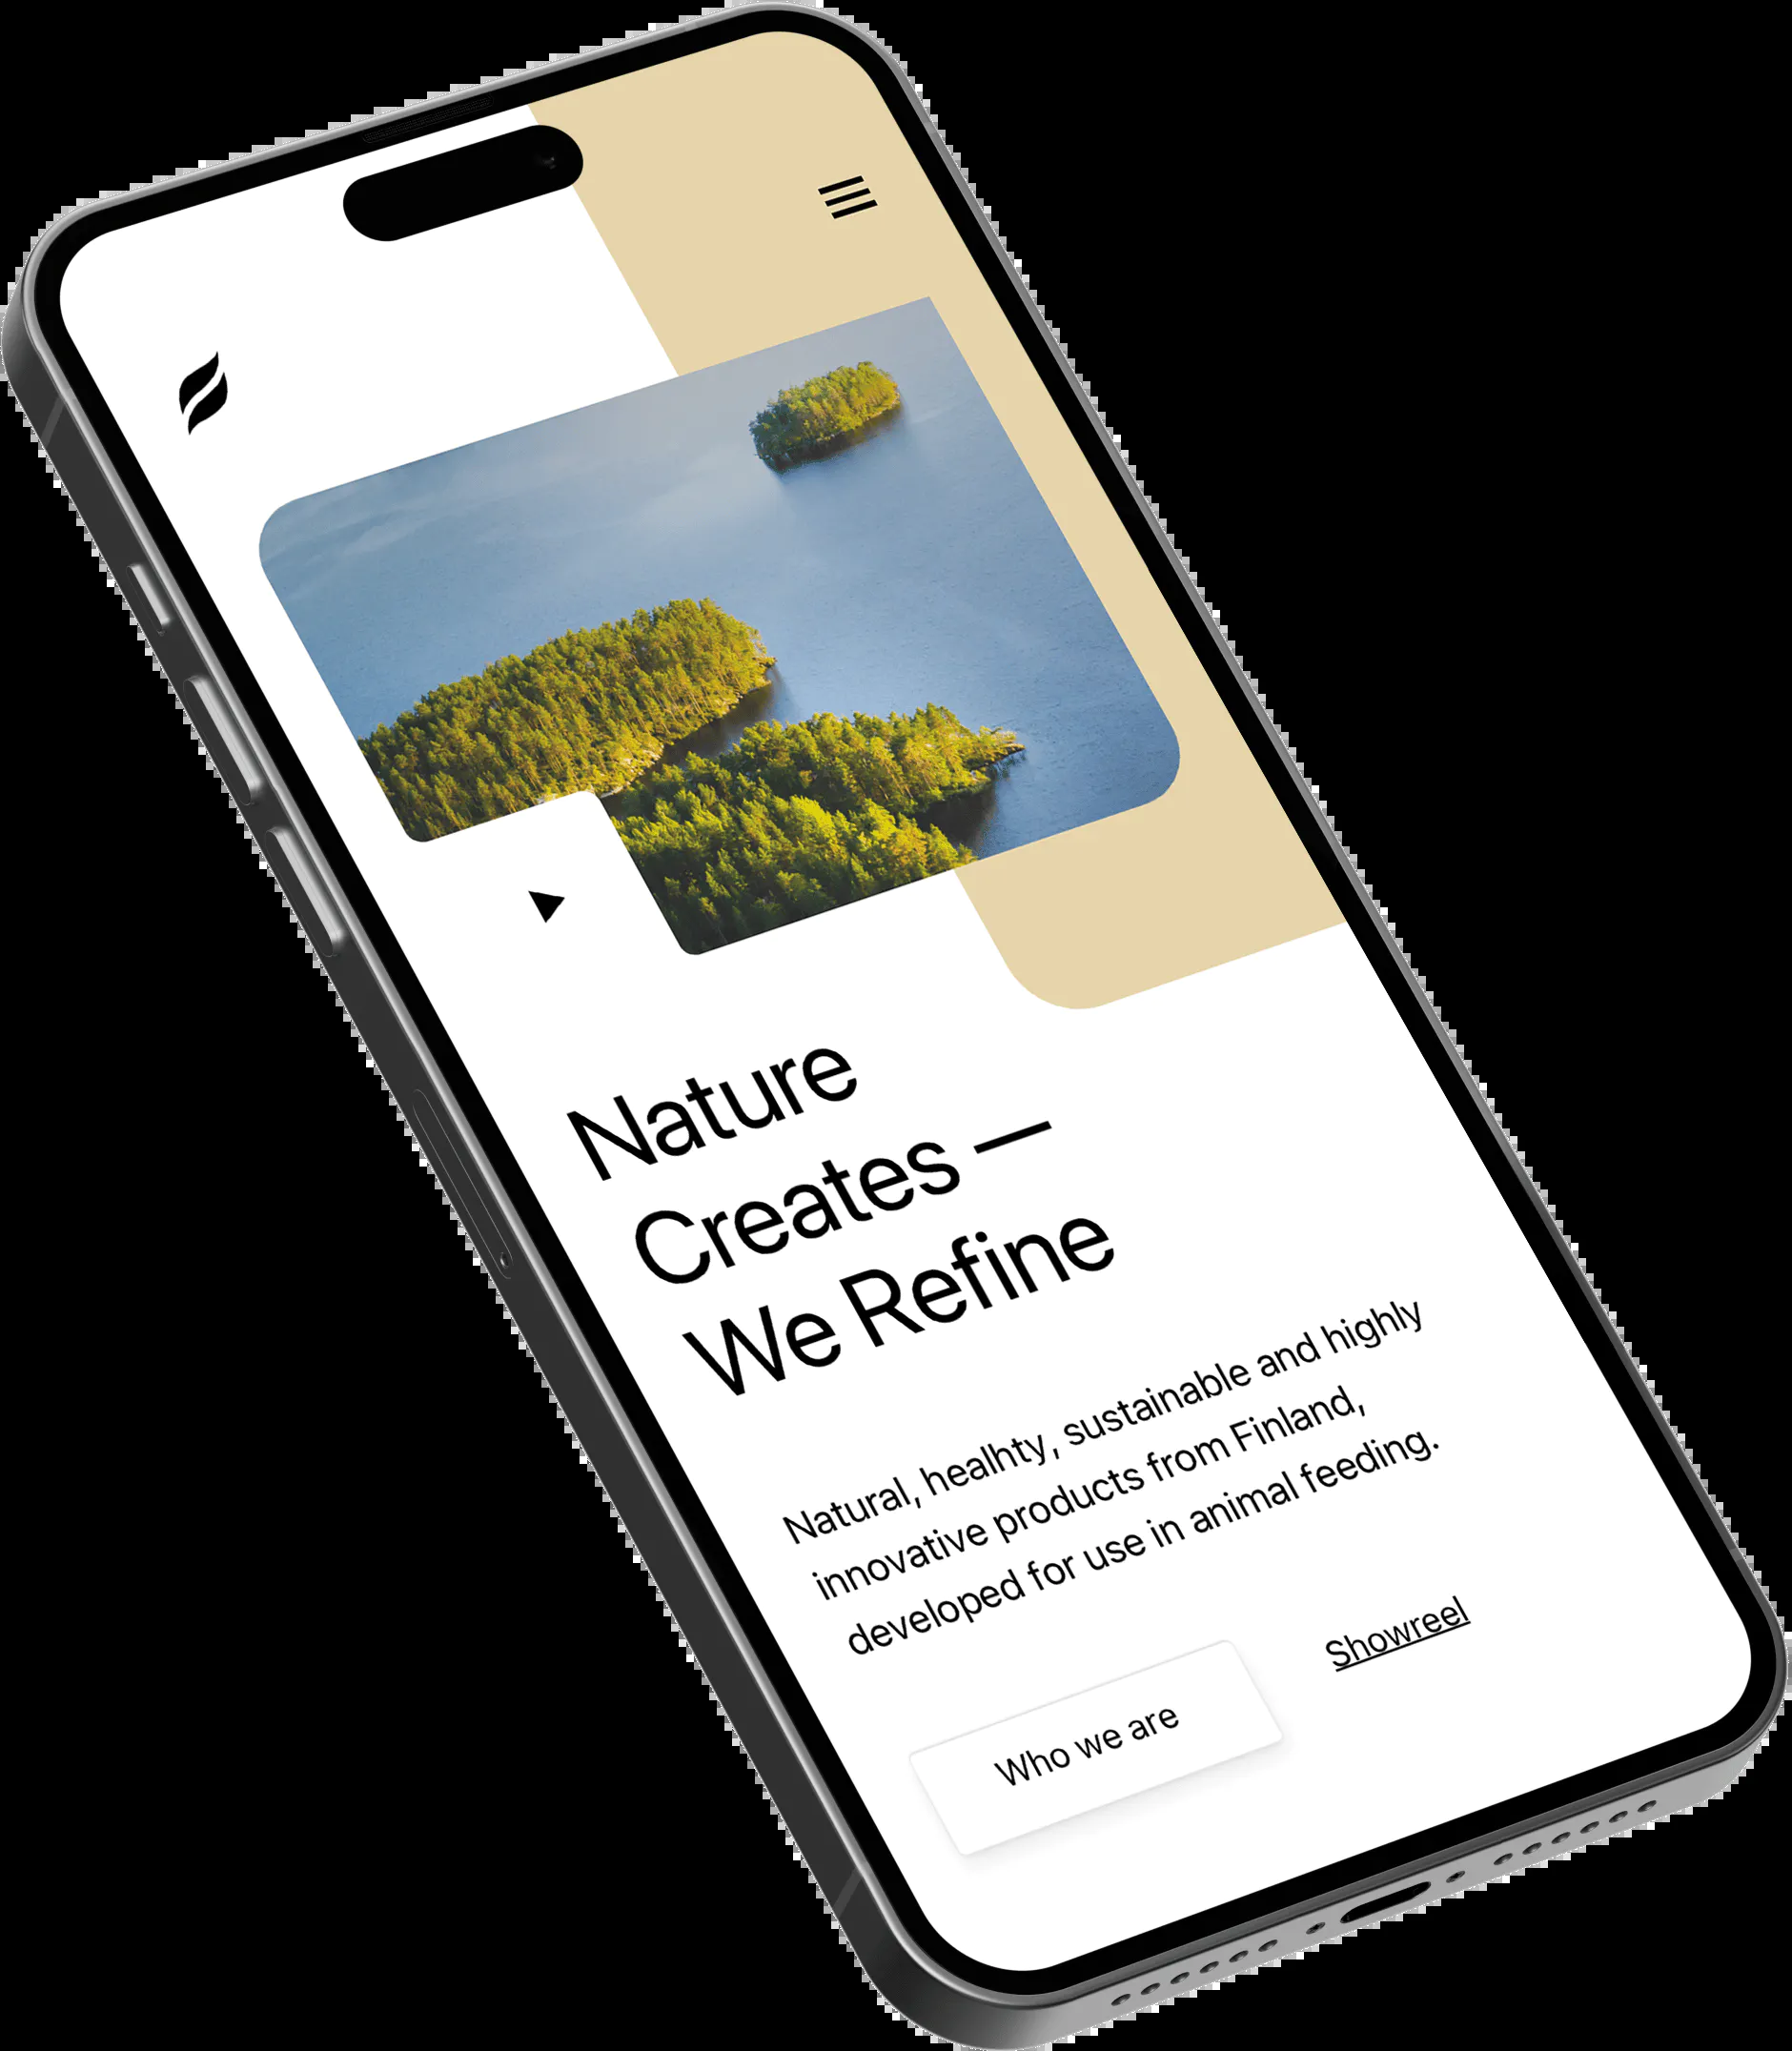 Nature
Creates —
We Refine
Natural, healhty, sustainable and highly
innovative products from Finland,
developed for use in animal feeding.
Who we are
Showreel